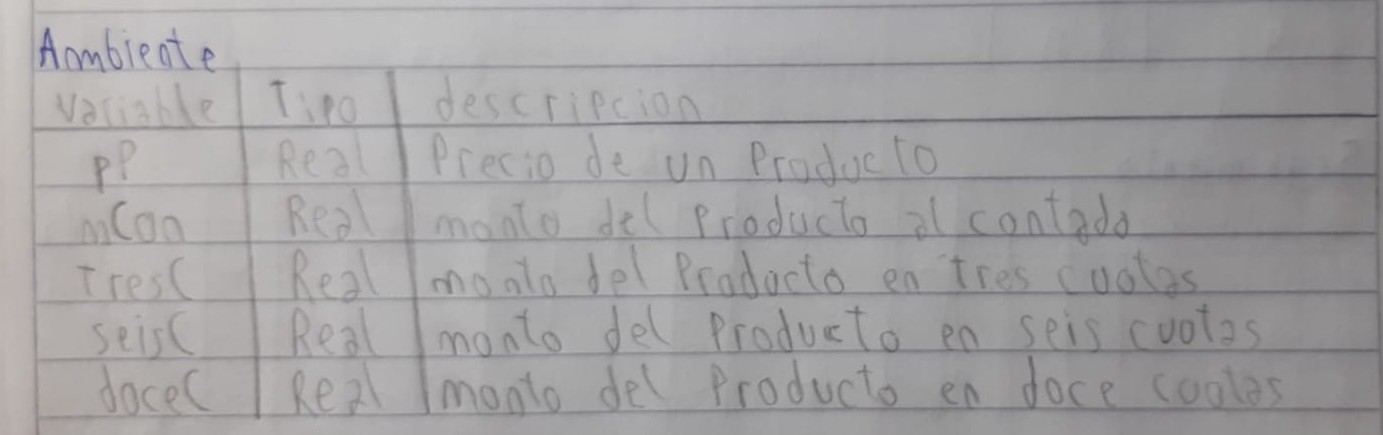 Ambiente
variable Tipo descripcion
pP Real Precio de un Producto
mCon Real monto del Producto al contado
TresC Real monto del Producto en Tres cuotas
seisC Real monto del Producto en seis cuotas
doceC Real monto del Producto en doce cuotas